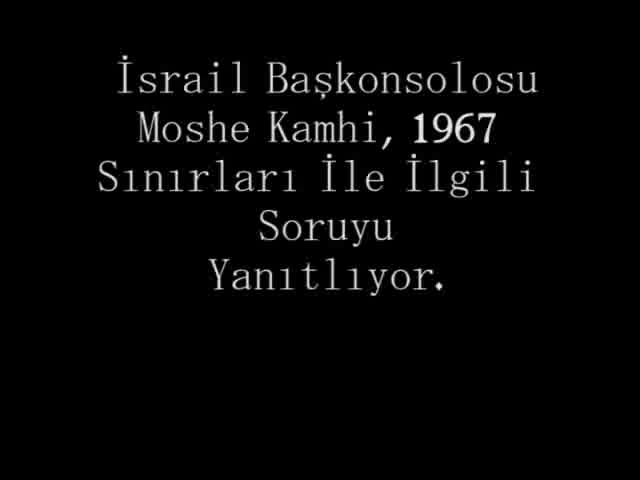 İsrail Başkonsolosu
Moshe Kamhi, 1967
Sınırları İle İlgili
Soruyu
Yanıtlıyor.